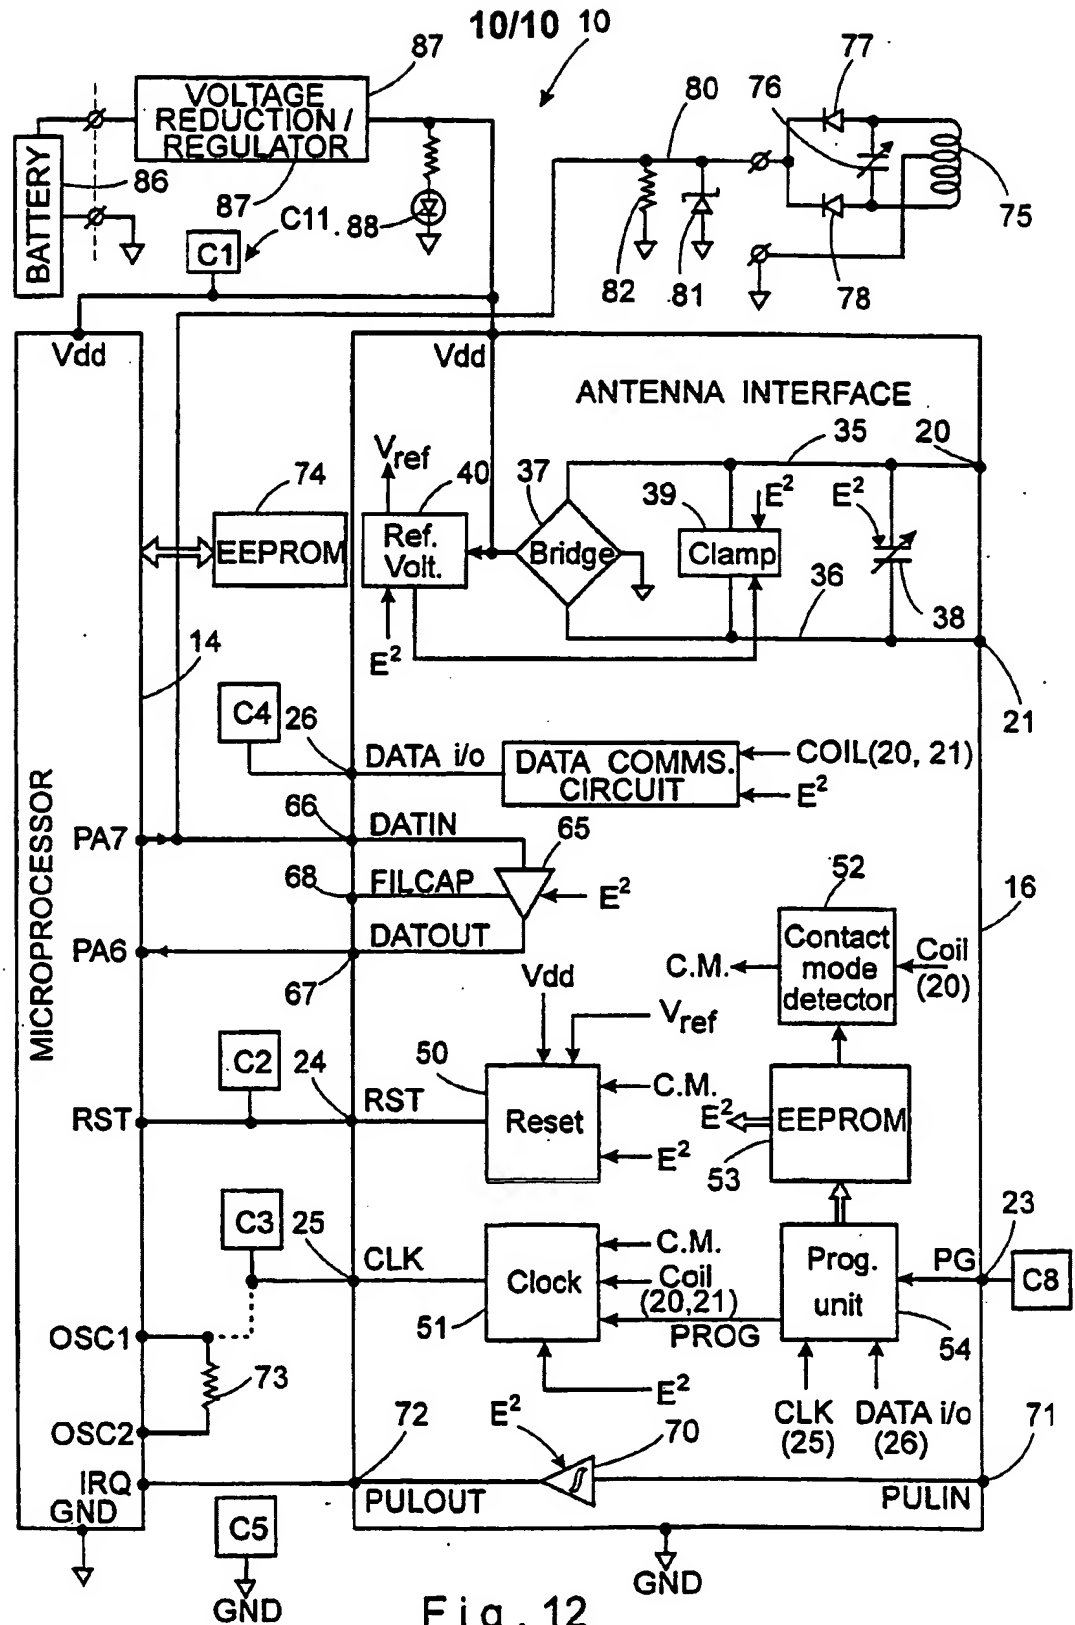 10/10
10
87
VOLTAGE
REDUCTION /
REGULATOR
77
76
80
86
BATTERY
87
C11.
88
75
C1
82
81
78
Vdd
Vdd
ANTENNA INTERFACE
35
20
Vref
74
40
37
39
E²
E²
EEPROM
Ref.
Volt.
Bridge
Clamp
36
38
E²
14
C4
26
21
DATA i/o
DATA COMMS.
CIRCUIT
COIL(20, 21)
E²
MICROPROCESSOR
66
PA7
DATIN
65
68
FILCAP
E²
52
16
PA6
DATOUT
67
Vdd
C.M.
Contact
mode
detector
Coil
(20)
Vref
C2
24
50
RST
RST
Reset
C.M.
E²
E²
EEPROM
53
C3
25
23
CLK
Clock
C.M.
Coil
(20,21)
PROG
51
Prog.
unit
PG
C8
54
OSC1
73
E²
OSC2
72
E²
70
CLK
(25)
DATA i/o
(26)
71
IRQ
PULOUT
PULIN
GND
C5
GND
GND
Fig. 12